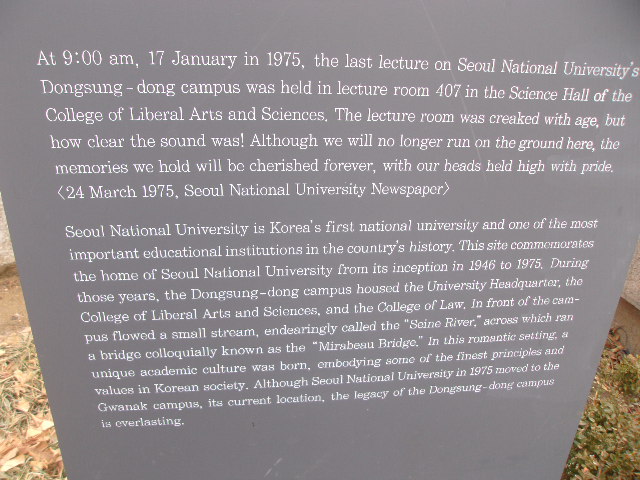 At 9:00 am, 17 January in 1975, the last lecture on Seoul National University's
Dongsung-dong campus was held in lecture room 407 in the Science Hall of the
College of Liberal Arts and Sciences. The lecture room was creaked with age, but
how clear the sound was! Although we will no longer run on the ground here, the
memories we hold will be cherished forever, with our heads held high with pride.
〈24 March 1975, Seoul National University Newspaper〉
Seoul National University is Korea's first national university and one of the most
important educational institutions in the country's history. This site commemorates
the home of Seoul National University from its inception in 1946 to 1975. During
those years, the Dongsung-dong campus housed the University Headquarter, the
College of Liberal Arts and Sciences, and the College of Law. In front of the cam-
pus flowed a small stream, endearingly called the "Seine River," across which ran
a bridge colloquially known as the "Mirabeau Bridge." In this romantic setting, a
unique academic culture was born, embodying some of the finest principles and
values in Korean society. Although Seoul National University in 1975 moved to the
Gwanak campus, its current location, the legacy of the Dongsung-dong campus
is everlasting.